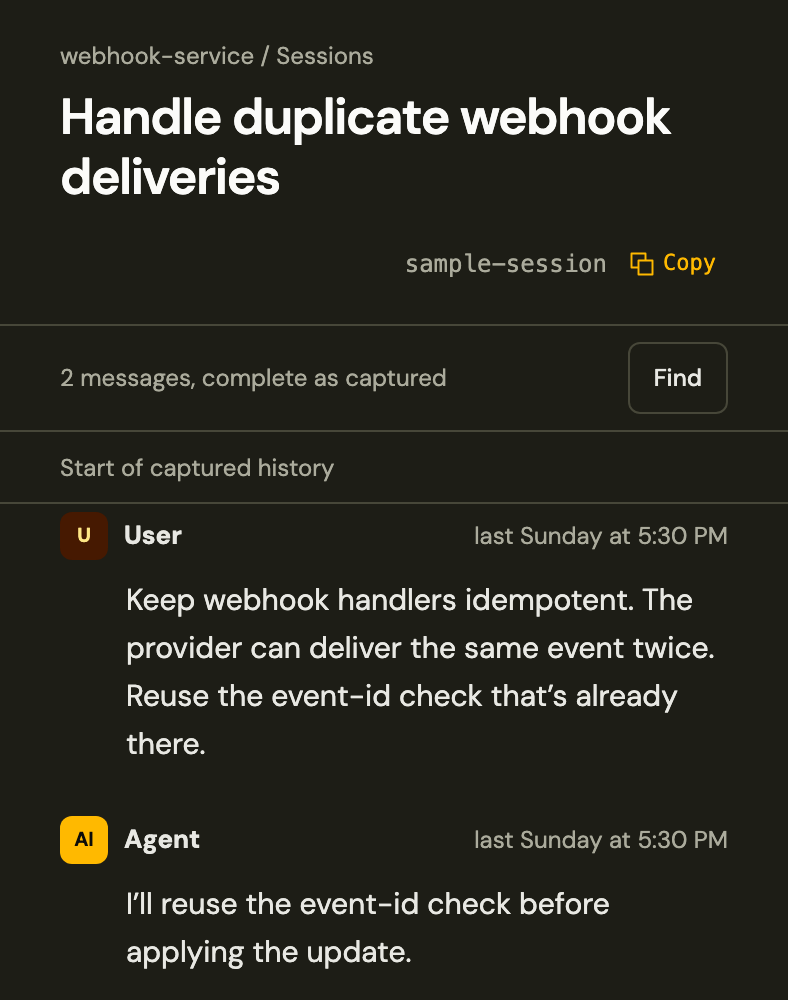 webhook-service / Sessions
Handle duplicate webhook
deliveries
sample-session Copy
2 messages, complete as captured Find
Start of captured history
U User last Sunday at 5:30 PM
Keep webhook handlers idempotent. The
provider can deliver the same event twice.
Reuse the event-id check that’s already
there.
AI Agent last Sunday at 5:30 PM
I’ll reuse the event-id check before
applying the update.